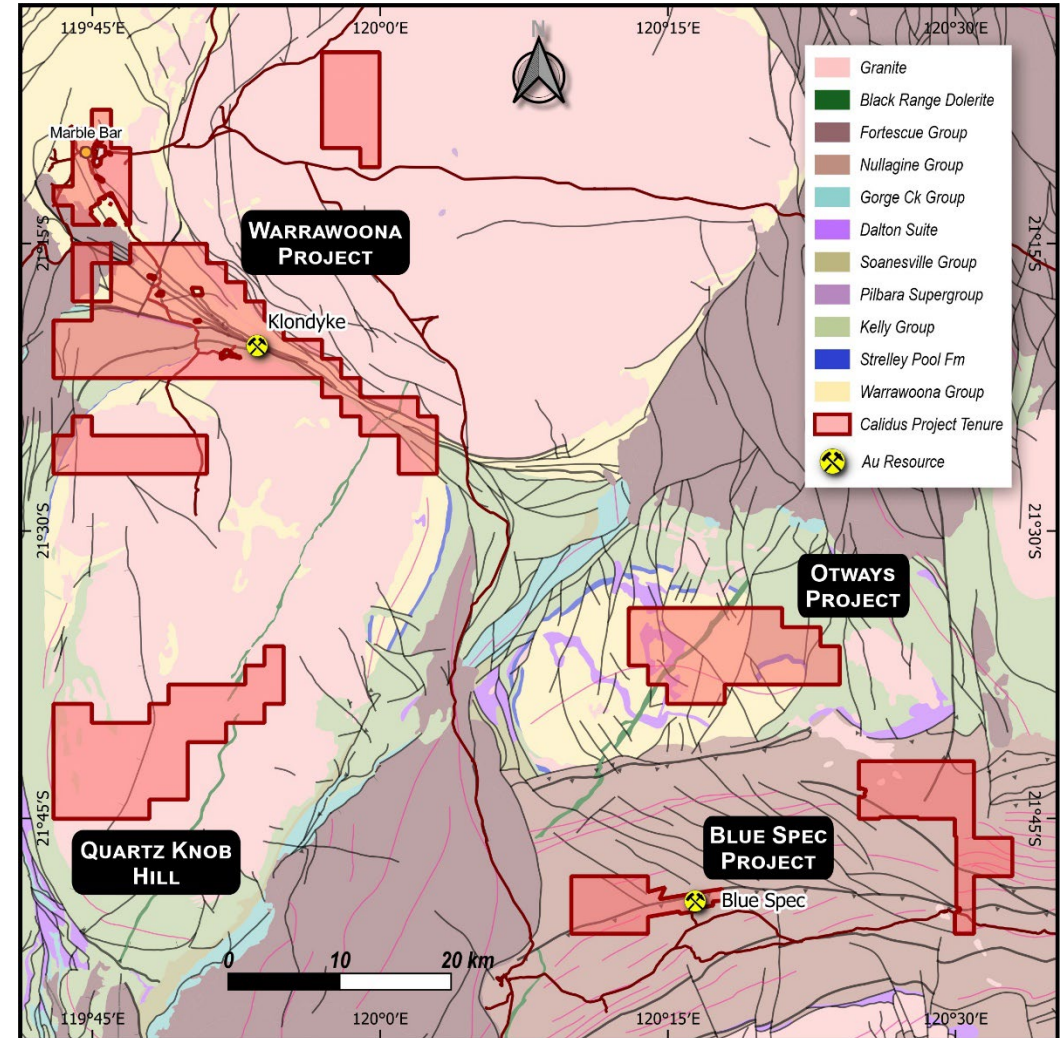 119°45'E
120°0'E
120°15'E
120°30'E
N
Granite
Black Range Dolerite
Fortescue Group
Nullagine Group
Gorge Ck Group
Dalton Suite
Soanesville Group
Pilbara Supergroup
Kelly Group
Strelley Pool Fm
Warrawoona Group
Calidus Project Tenure
Au Resource
Marble Bar
21°15'S
21°15'S
WARRAWOONA
PROJECT
Klondyke
21°30'S
21°30'S
OTWAYS
PROJECT
21°45'S
21°45'S
QUARTZ KNOB
HILL
BLUE SPEC
PROJECT
Blue Spec
0
10
20 km
119°45'E
120°0'E
120°15'E
120°30'E